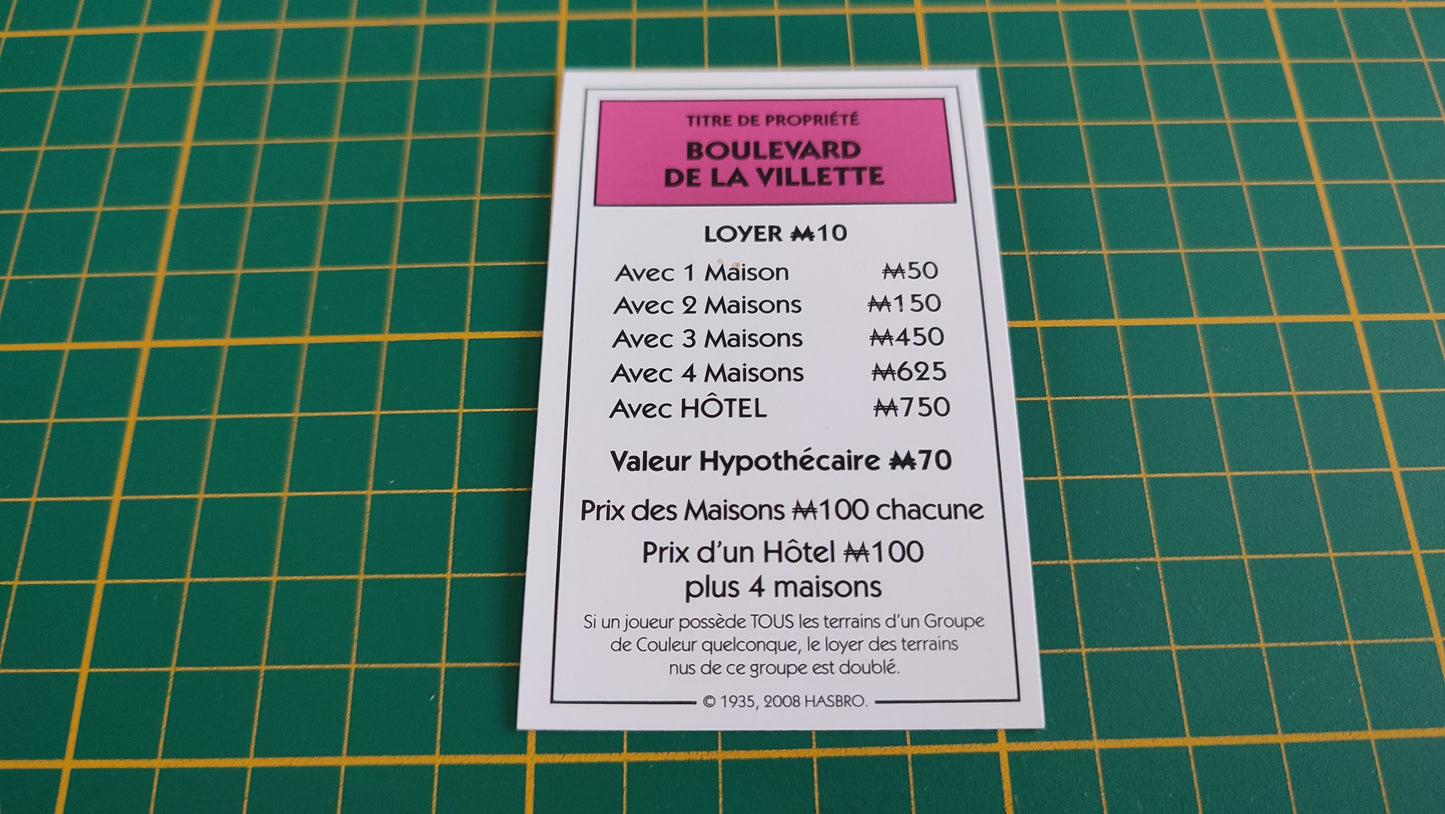 TITRE DE PROPRIÉTÉ
BOULEVARD
DE LA VILLETTE
LOYER ₩10
Avec 1 Maison ₩50
Avec 2 Maisons ₩150
Avec 3 Maisons ₩450
Avec 4 Maisons ₩625
Avec HÔTEL ₩750
Valeur Hypothécaire ₩70
Prix des Maisons ₩100 chacune
Prix d'un Hôtel ₩100
plus 4 maisons
Si un joueur possède TOUS les terrains d'un Groupe
de Couleur quelconque, le loyer des terrains
nus de ce groupe est doublé.
© 1935, 2008 HASBRO.